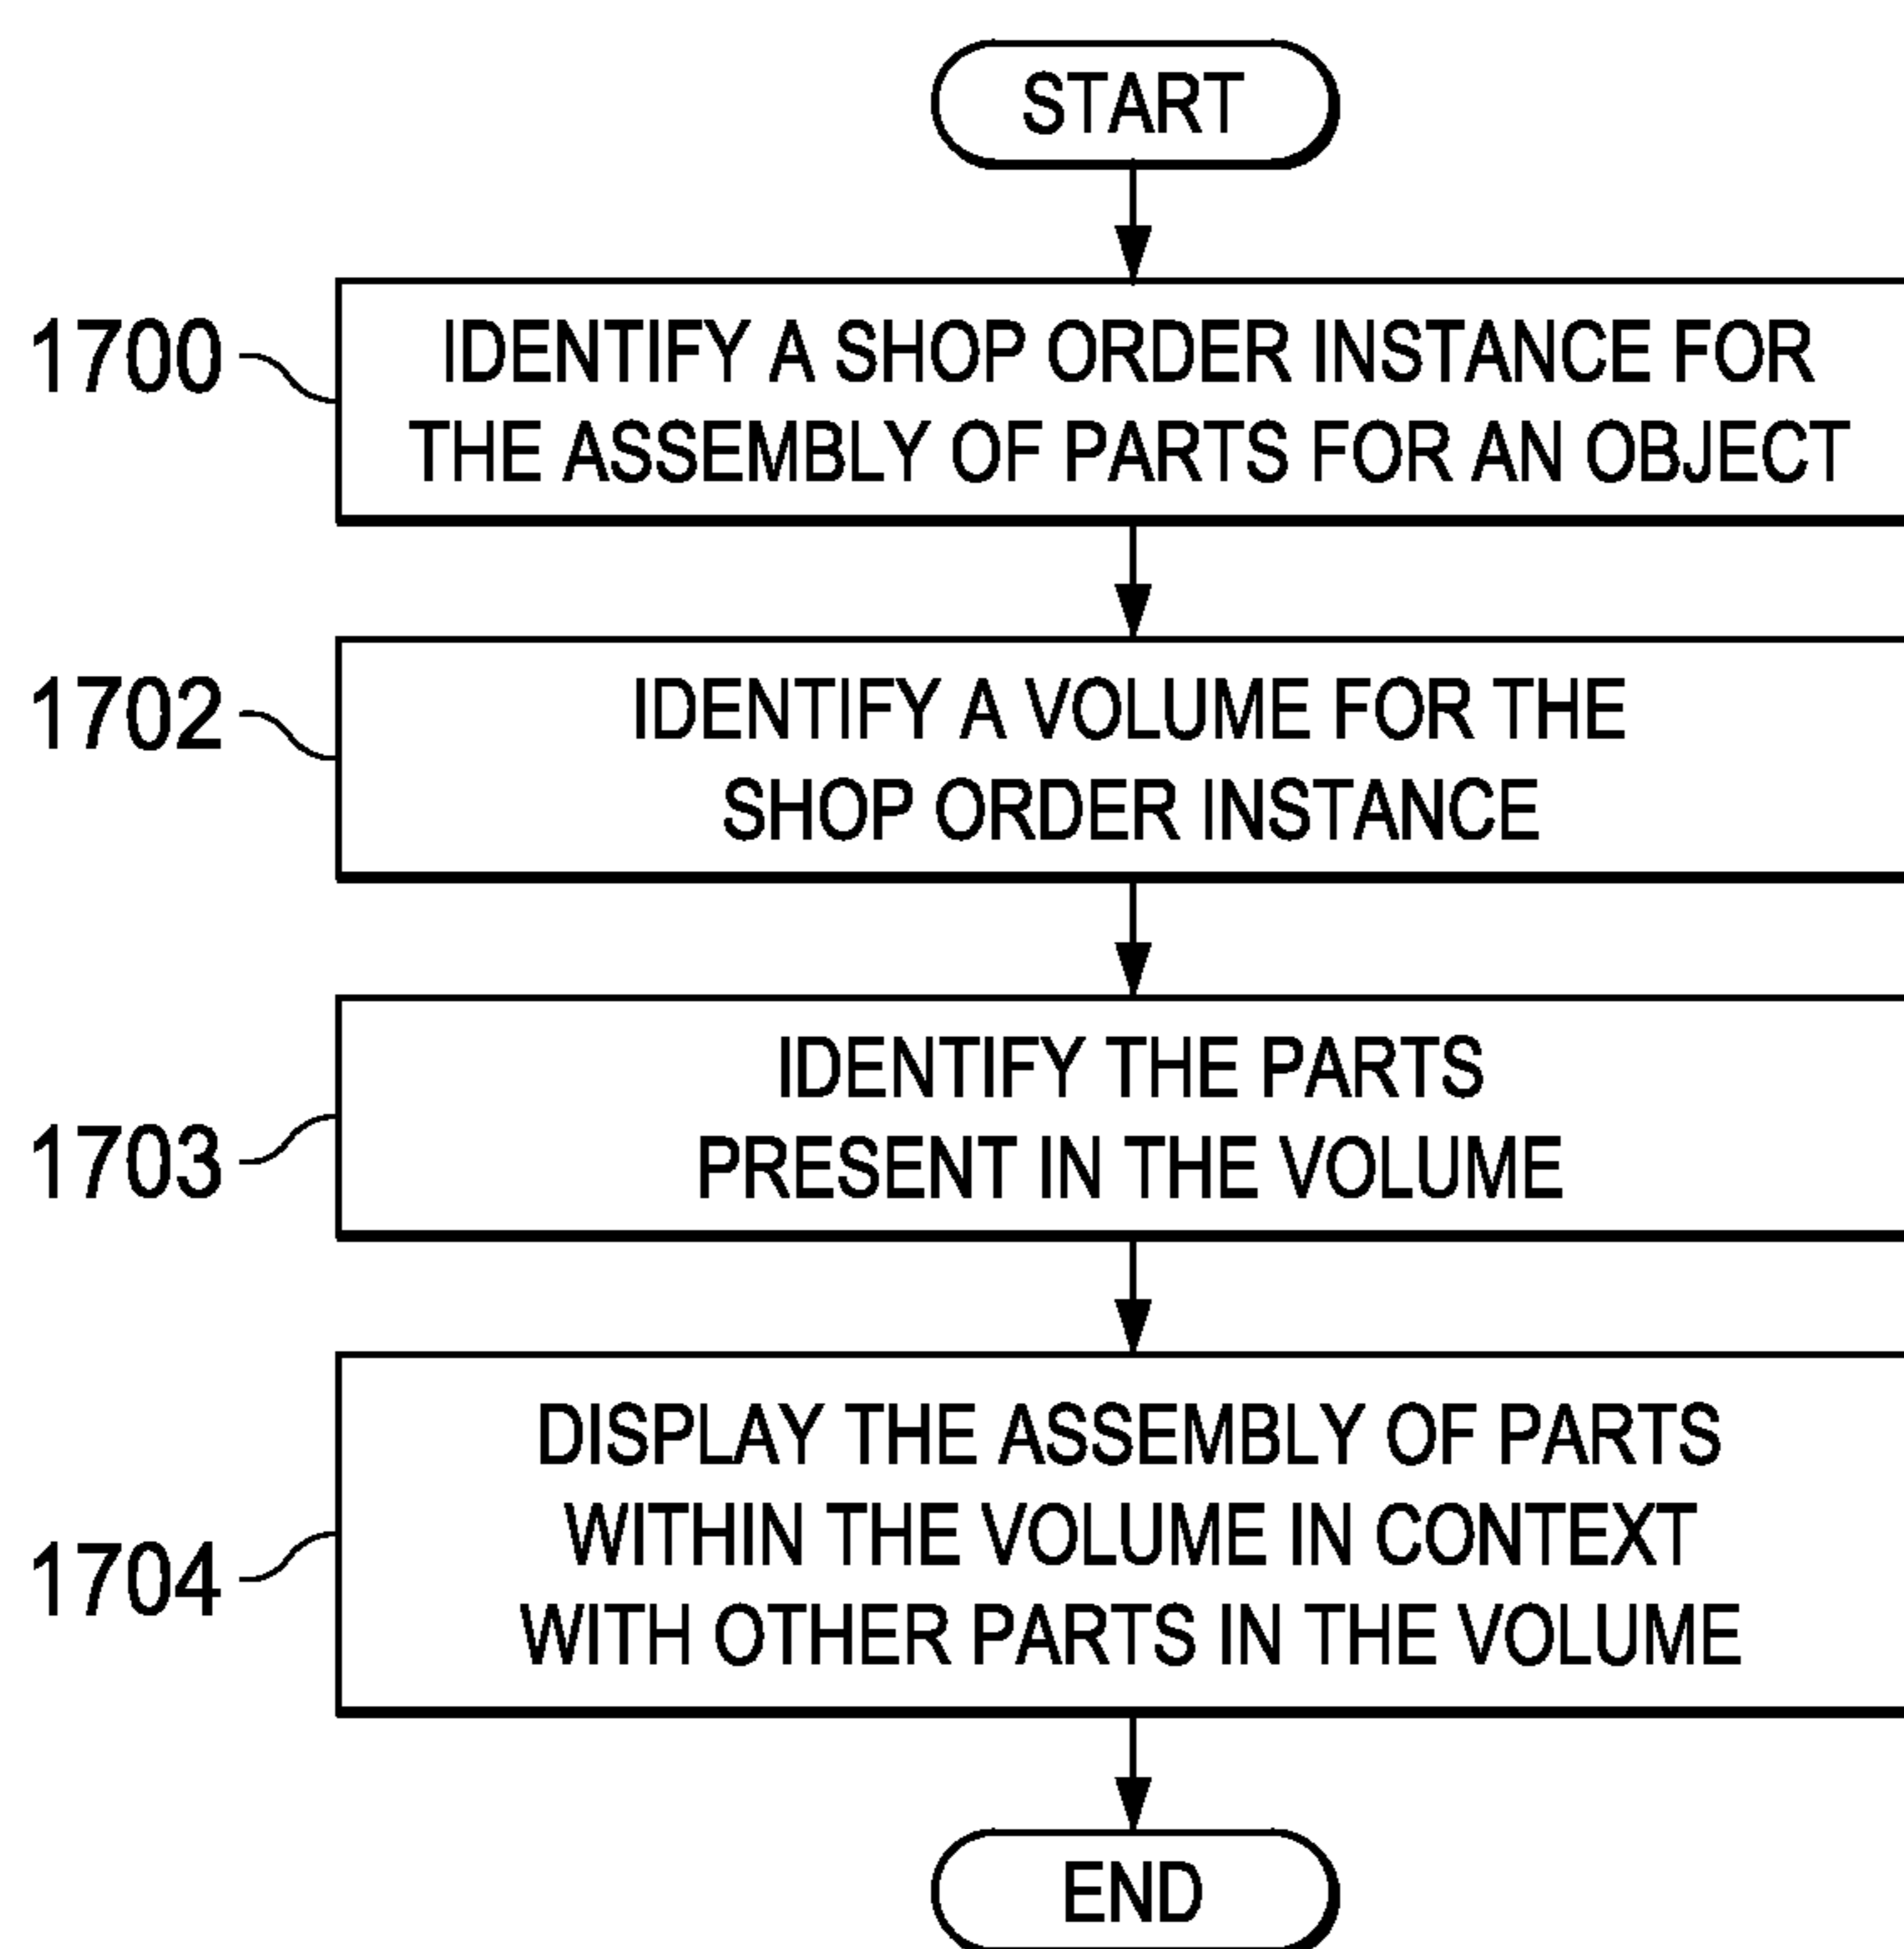 START
1700
IDENTIFY A SHOP ORDER INSTANCE FOR
THE ASSEMBLY OF PARTS FOR AN OBJECT
1702
IDENTIFY A VOLUME FOR THE
SHOP ORDER INSTANCE
1703
IDENTIFY THE PARTS
PRESENT IN THE VOLUME
1704
DISPLAY THE ASSEMBLY OF PARTS
WITHIN THE VOLUME IN CONTEXT
WITH OTHER PARTS IN THE VOLUME
END